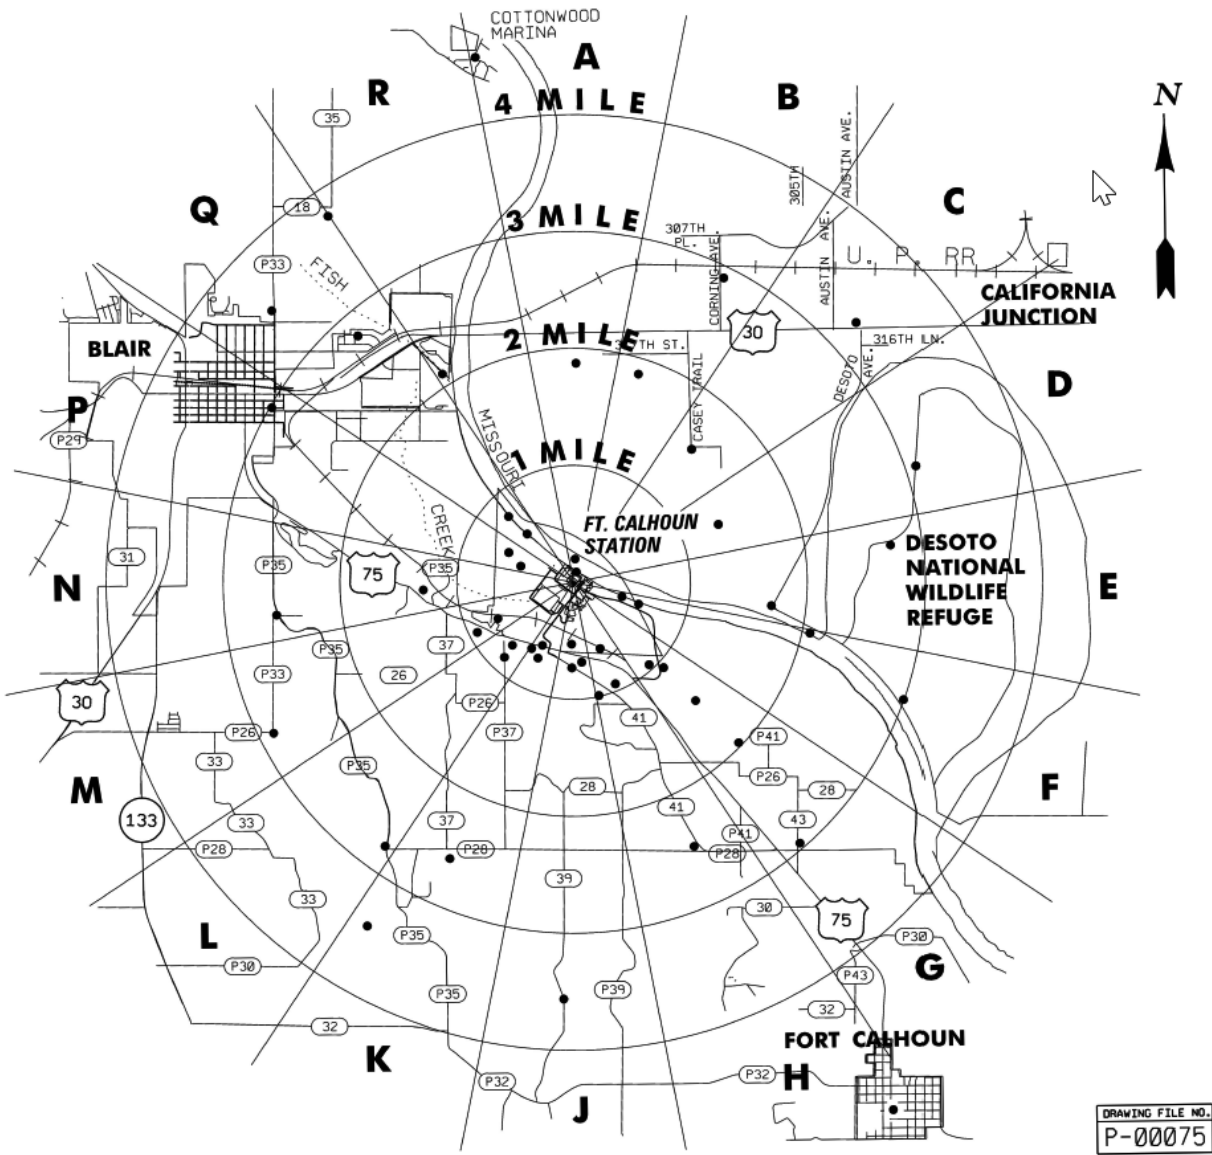 COTTONWOOD
MARINA
A
R
B
4 MILE
N
35
AUSTIN AVE.
305TH
Q
18
C
3 MILE
307TH
PL.
FISH
P33
CORNING AVE.
AUSTIN AVE.
U. P. RR
CALIFORNIA
JUNCTION
30
2 MILE
BLAIR
316TH LN.
CASEY TRAIL
DESOTO
AVE.
D
P
P29
MISSOURI
1 MILE
CREEK
FT. CALHOUN
STATION
DESOTO
NATIONAL
WILDLIFE
REFUGE
31
P35
75
P35
N
E
37
P35
26
P33
30
P26
P37
41
P26
P41
33
P35
P26
M
28
28
F
133
33
37
41
P41
43
P28
P28
P28
39
33
30
75
L
P35
P30
G
P30
P43
P35
P39
32
32
FORT CALHOUN
K
P32
P32
H
J
DRAWING FILE NO.
P-00075